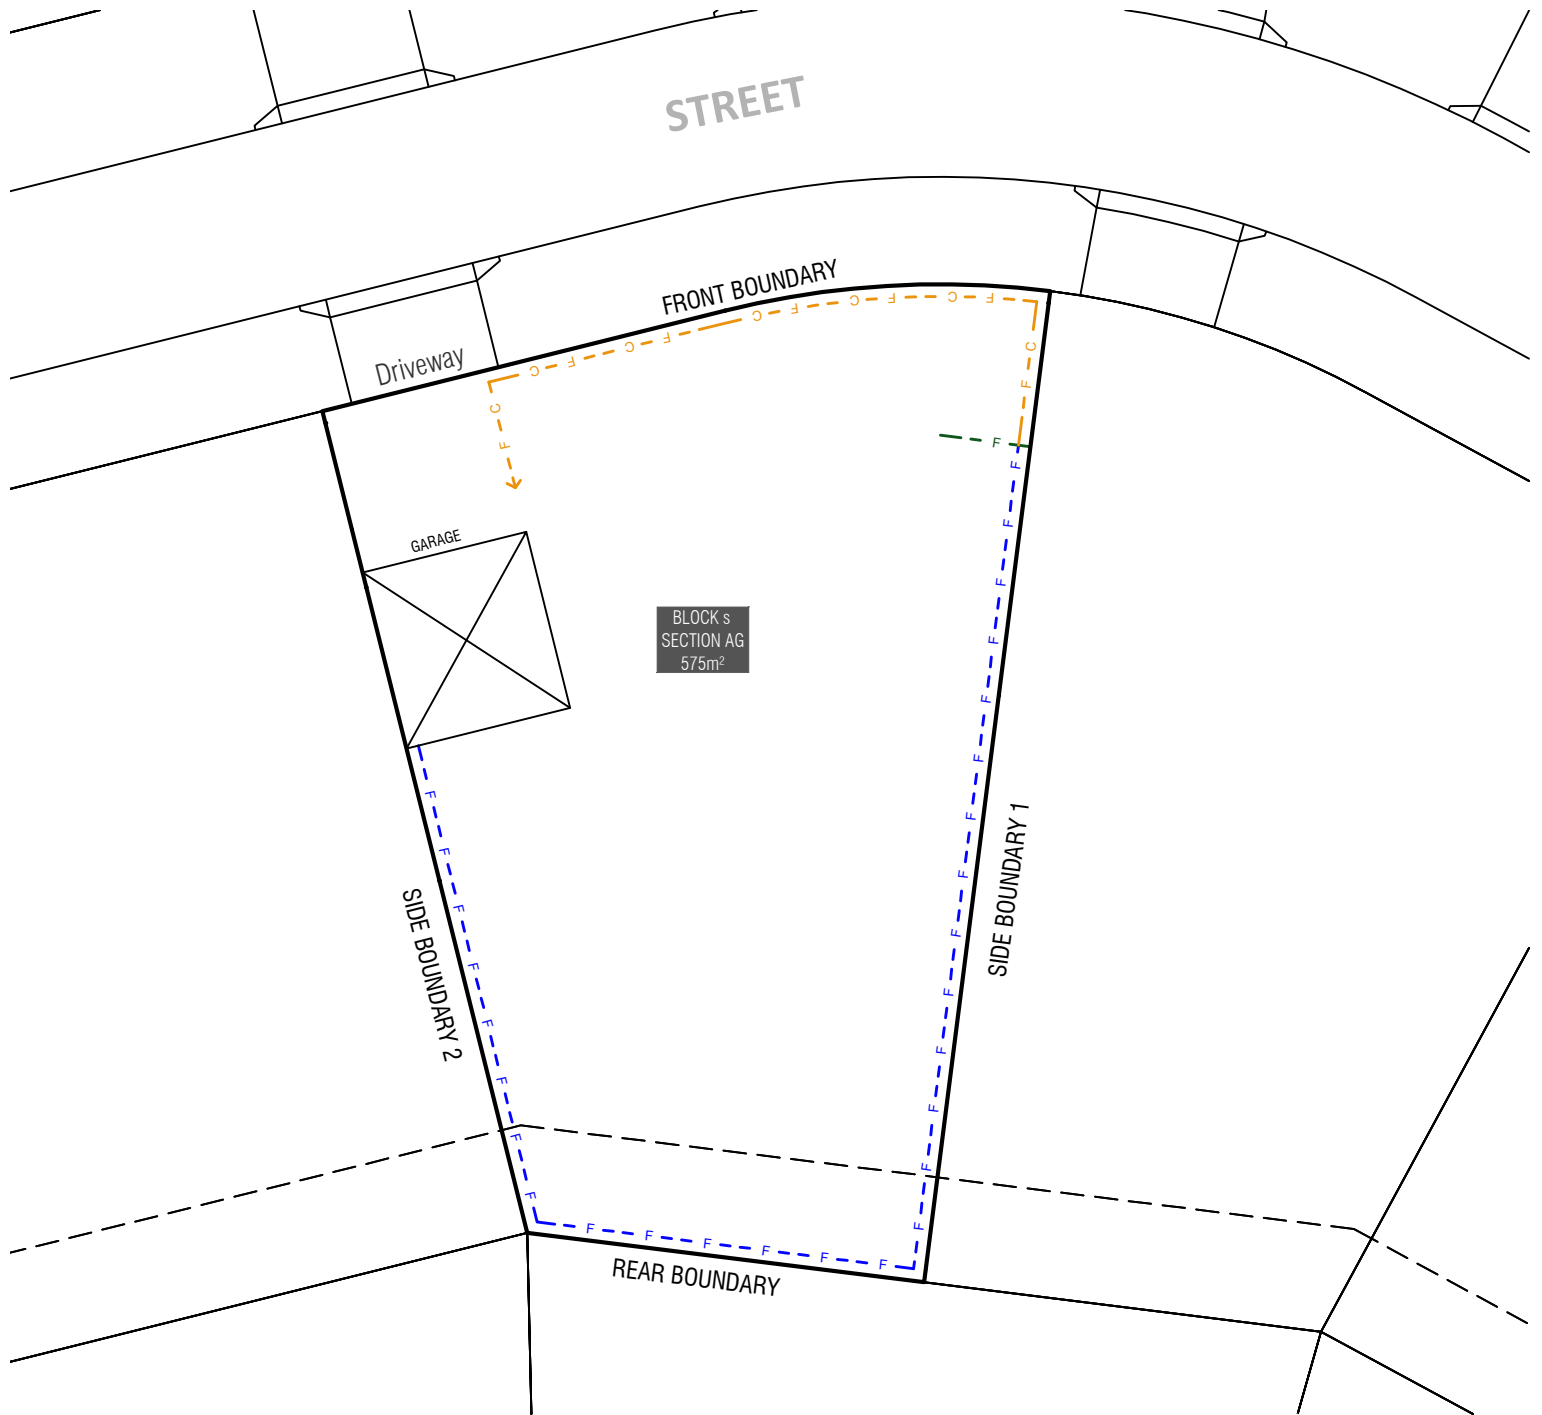 STREET
FRONT BOUNDARY
Driveway
C F C F C F C F C F C
C F
C F
F
GARAGE
BLOCK s
SECTION AG
575m²
SIDE BOUNDARY 1
SIDE BOUNDARY 2
F F F F F F F F F F F F F F
F F F F F F F F
F F F F F F
REAR BOUNDARY